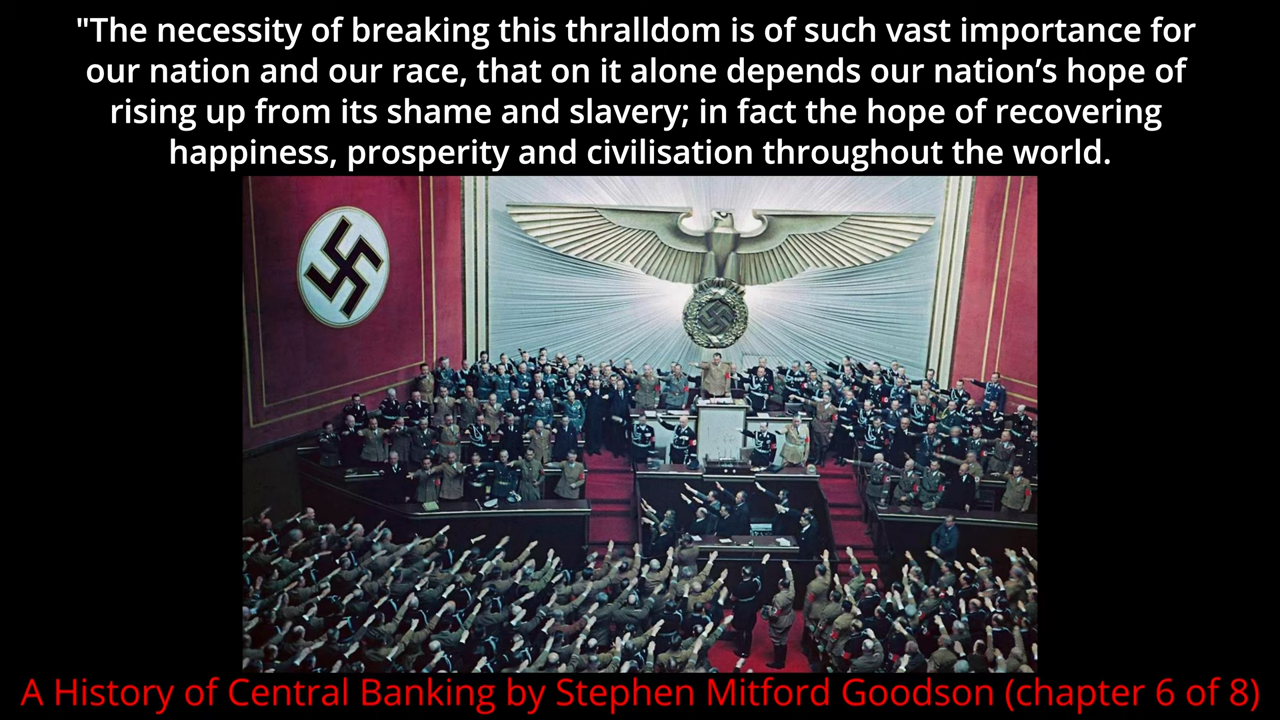 "The necessity of breaking this thralldom is of such vast importance for
our nation and our race, that on it alone depends our nation’s hope of
rising up from its shame and slavery; in fact the hope of recovering
happiness, prosperity and civilisation throughout the world.
A History of Central Banking by Stephen Mitford Goodson (chapter 6 of 8)